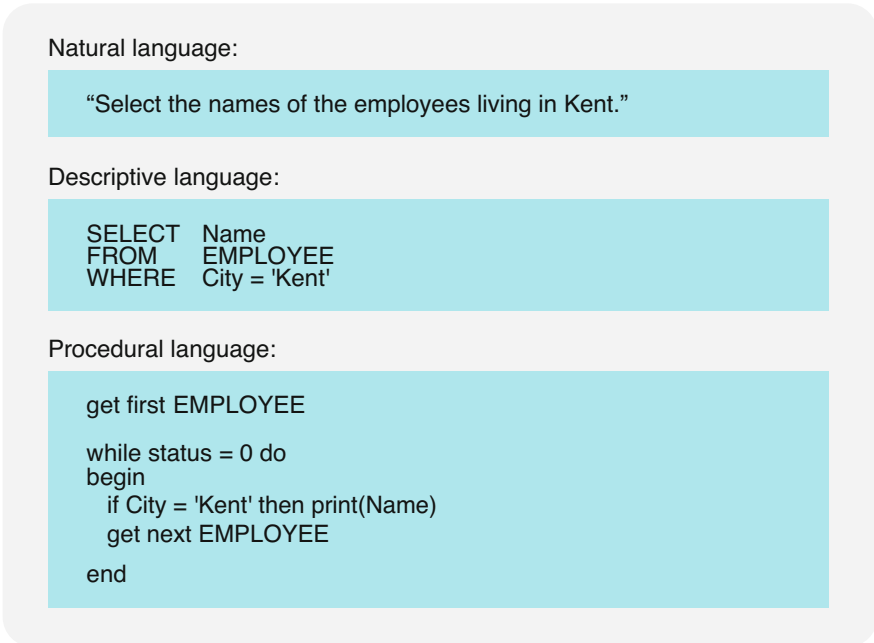 Natural language:
“Select the names of the employees living in Kent.”
Descriptive language:
SELECT Name
FROM EMPLOYEE
WHERE City = 'Kent'
Procedural language:
get first EMPLOYEE
while status = 0 do
begin
if City = 'Kent' then print(Name)
get next EMPLOYEE
end